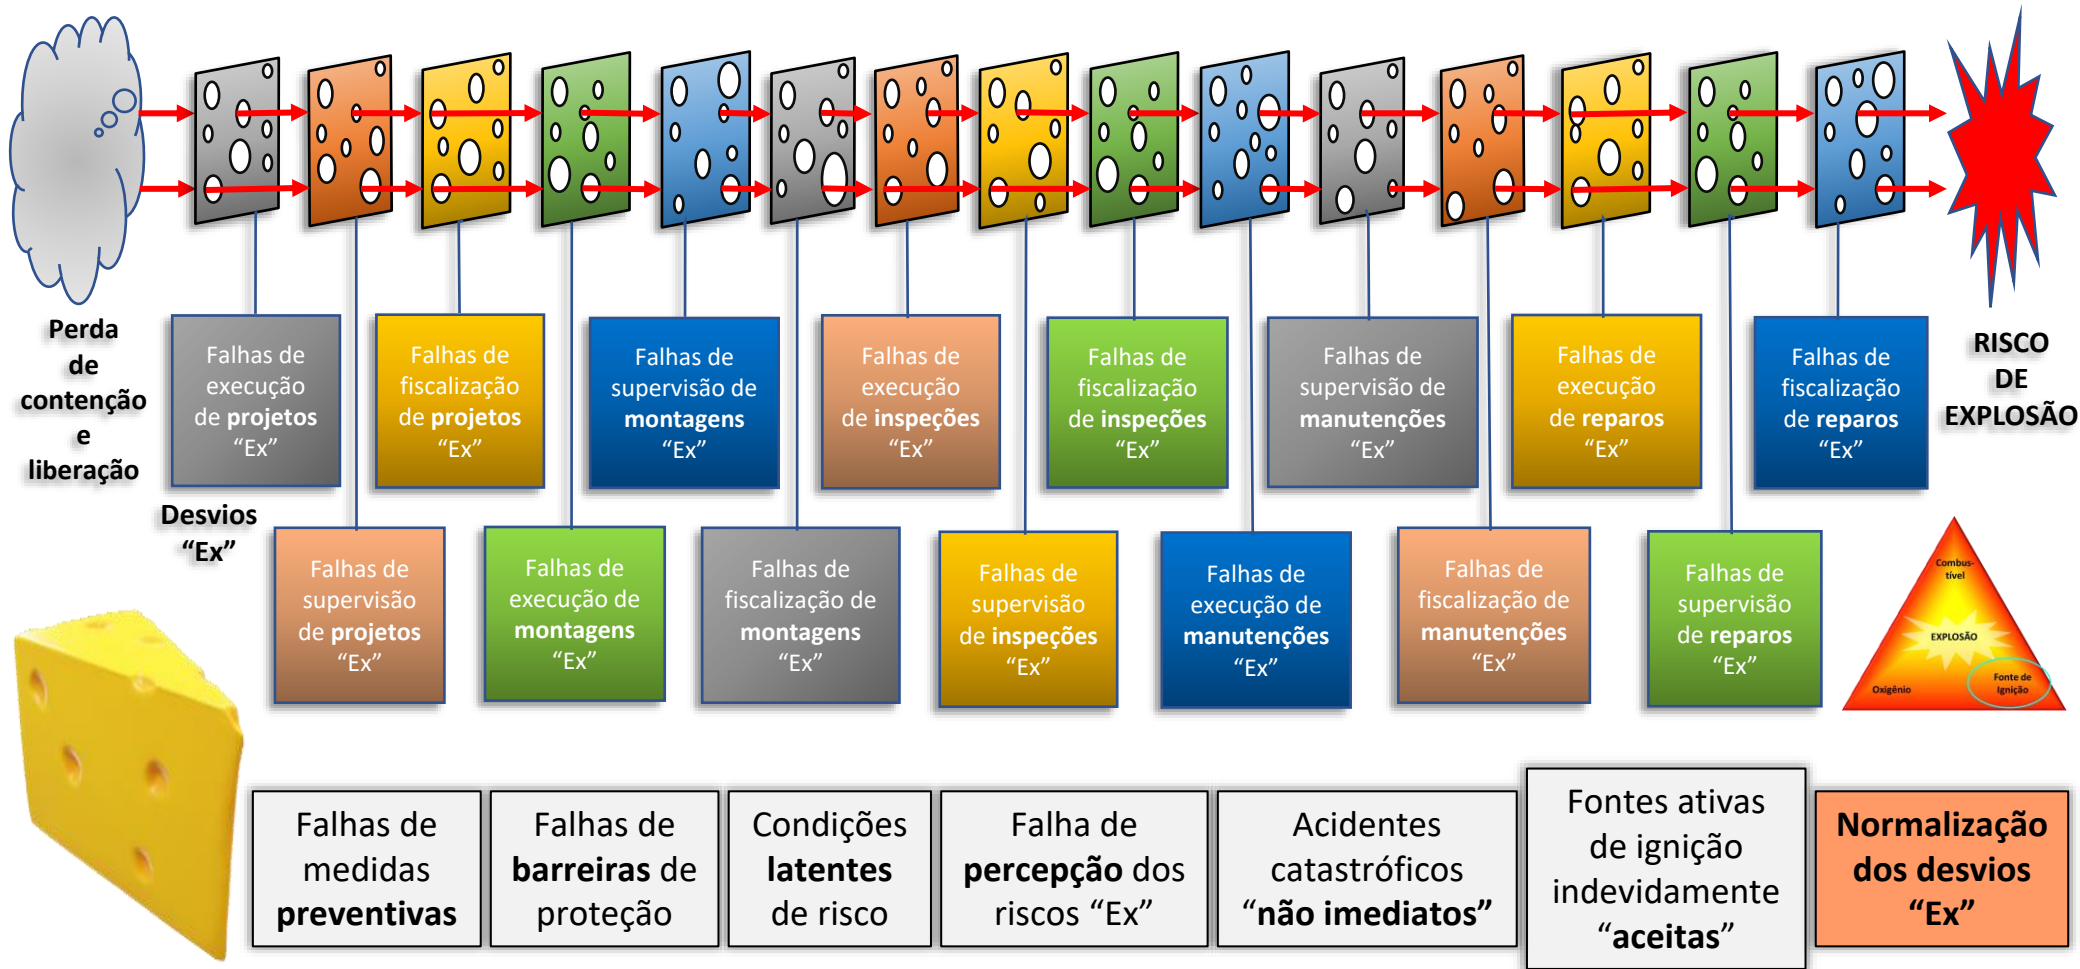 Perda
de
contenção
e
liberação
Falhas de
execução
de projetos
“Ex”
Falhas de
fiscalização
de projetos
“Ex”
Falhas de
supervisão de
montagens
“Ex”
Falhas de
execução
de inspeções
“Ex”
Falhas de
fiscalização
de inspeções
“Ex”
Falhas de
supervisão de
manutenções
“Ex”
Falhas de
execução
de reparos
“Ex”
Falhas de
fiscalização
de reparos
“Ex”
RISCO
DE
EXPLOSÃO
Desvios
“Ex”
Falhas de
supervisão
de projetos
“Ex”
Falhas de
execução de
montagens
“Ex”
Falhas de
fiscalização de
montagens
“Ex”
Falhas de
supervisão
de inspeções
“Ex”
Falhas de
execução de
manutenções
“Ex”
Falhas de
fiscalização de
manutenções
“Ex”
Falhas de
supervisão
de reparos
“Ex”
Combus-
tível
EXPLOSÃO
Oxigênio
Fonte de
Ignição
Falhas de
medidas
preventivas
Falhas de
barreiras de
proteção
Condições
latentes
de risco
Falha de
percepção dos
riscos “Ex”
Acidentes
catastróficos
“não imediatos”
Fontes ativas
de ignição
indevidamente
“aceitas”
Normalização
dos desvios
“Ex”